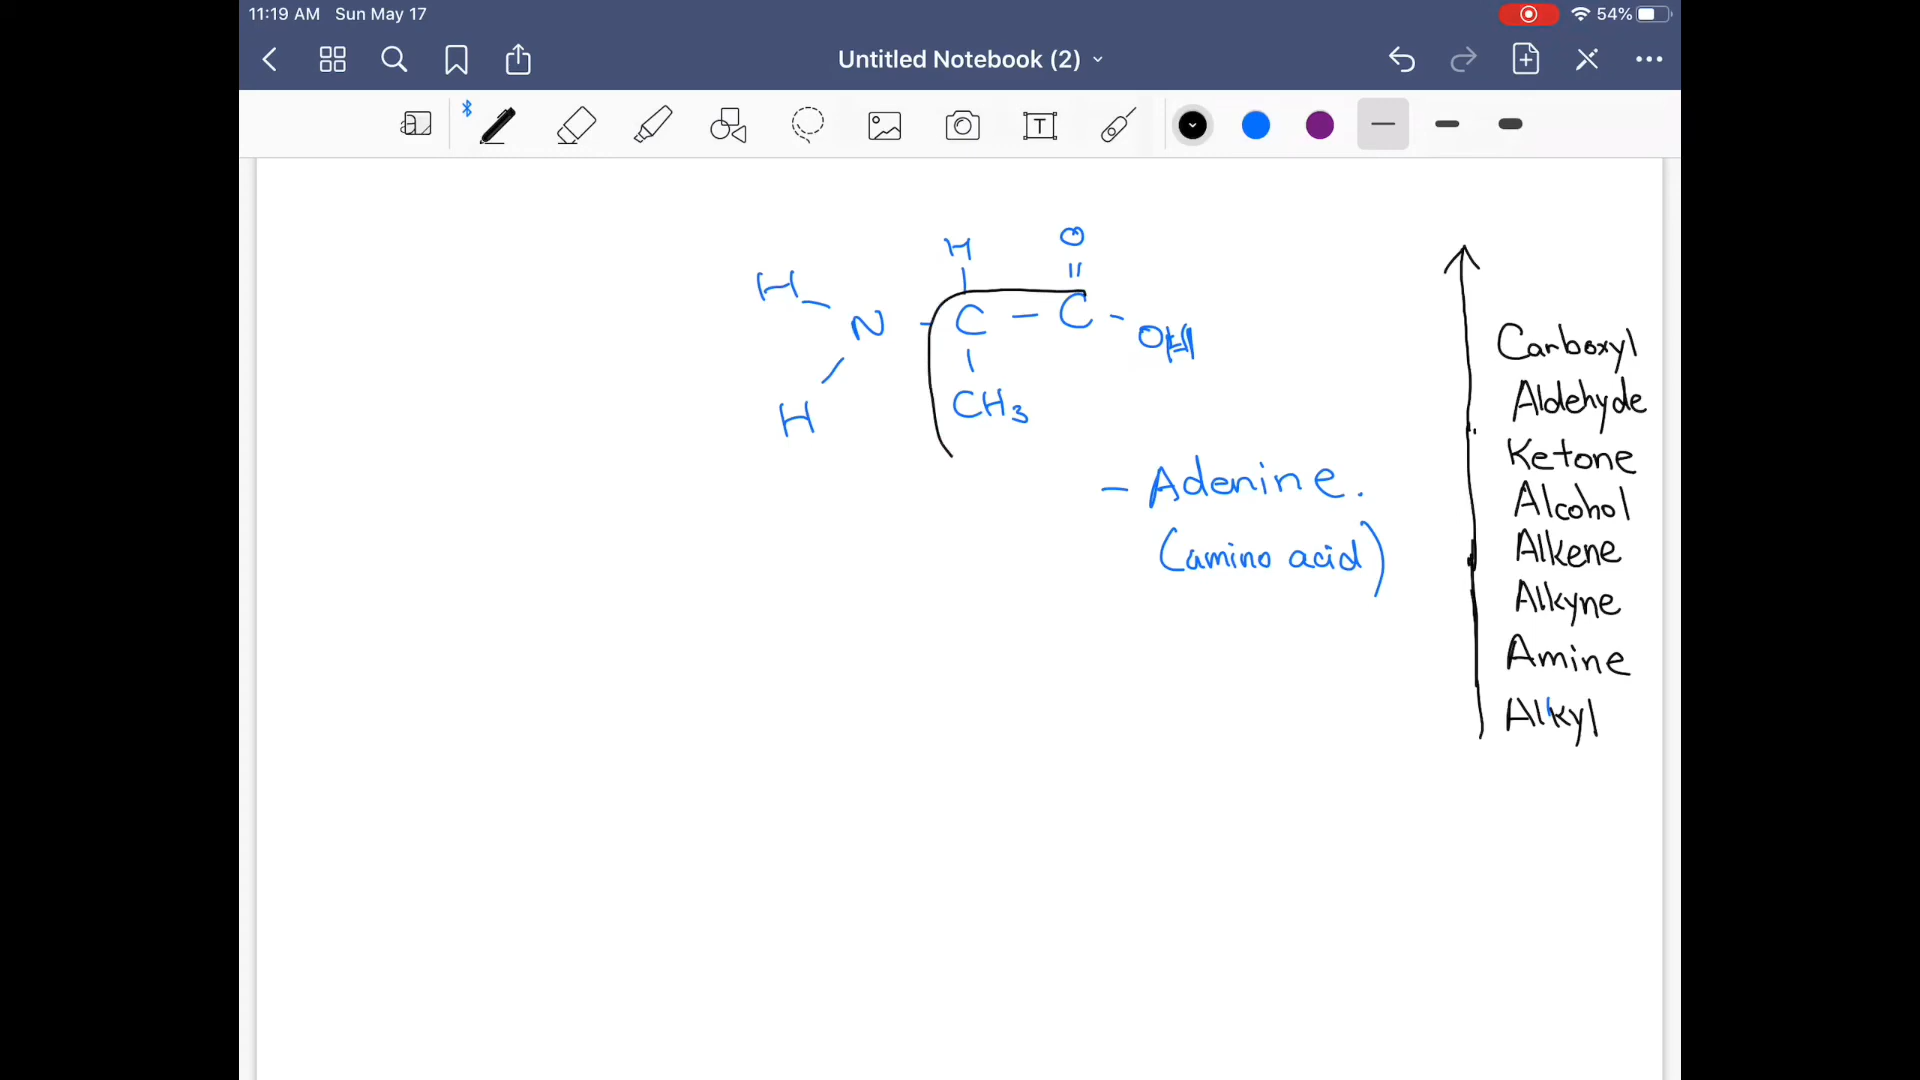 11:19 AM Sun May 17
54%
Untitled Notebook (2)
a
T
H O
H
N - C - C - OH
H CH3
- Adenine.
(amino acid)
Carboxyl
Aldehyde
Ketone
Alcohol
Alkene
Alkyne
Amine
Alkyl